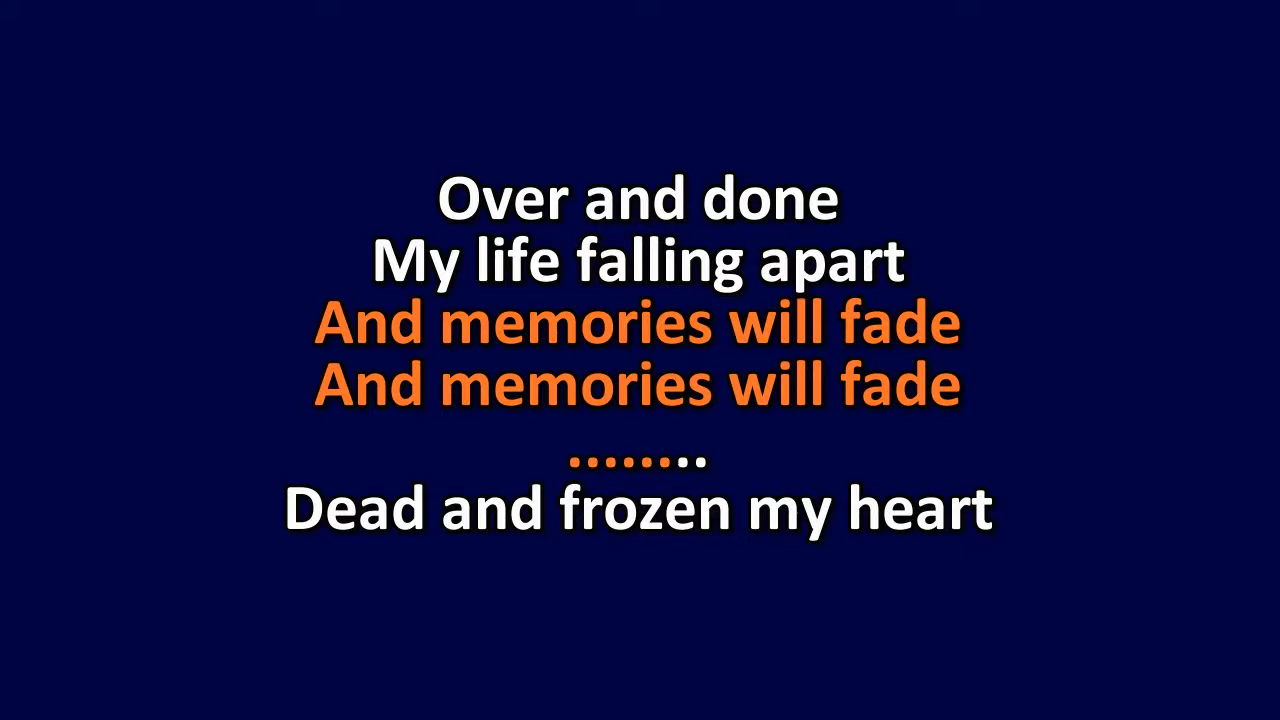 Over and done
My life falling apart
And memories will fade
And memories will fade
.........
Dead and frozen my heart